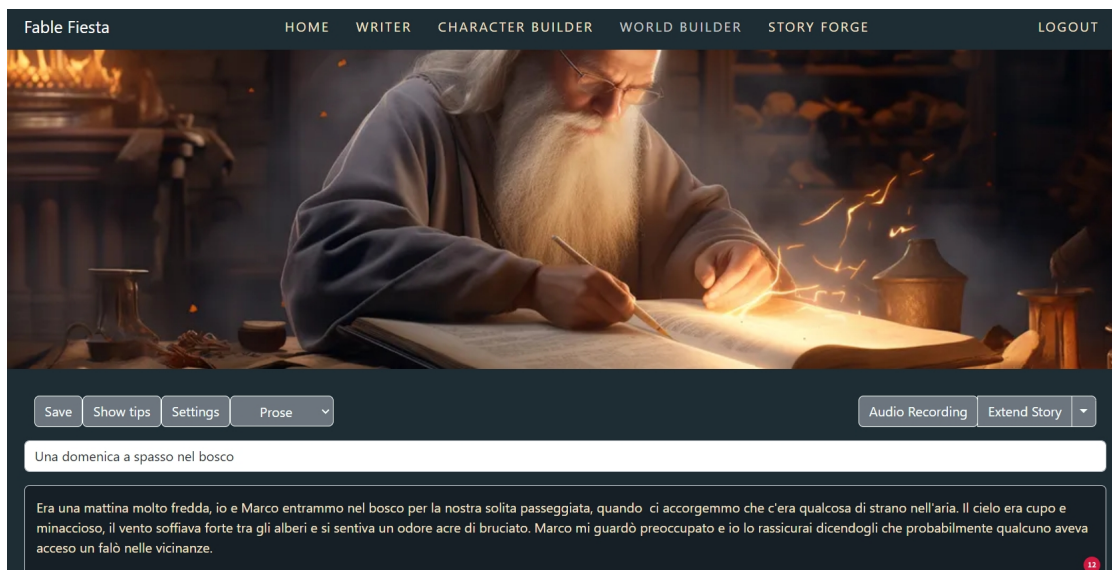 Fable Fiesta HOME WRITER CHARACTER BUILDER WORLD BUILDER STORY FORGE LOGOUT
Save Show tips Settings Prose Audio Recording Extend Story
Una domenica a spasso nel bosco
Era una mattina molto fredda, io e Marco entrammo nel bosco per la nostra solita passeggiata, quando  ci accorgemmo che c'era qualcosa di strano nell'aria. Il cielo era cupo e
minaccioso, il vento soffiava forte tra gli alberi e si sentiva un odore acre di bruciato. Marco mi guardò preoccupato e io lo rassicurai dicendogli che probabilmente qualcuno aveva
acceso un falò nelle vicinanze.
12